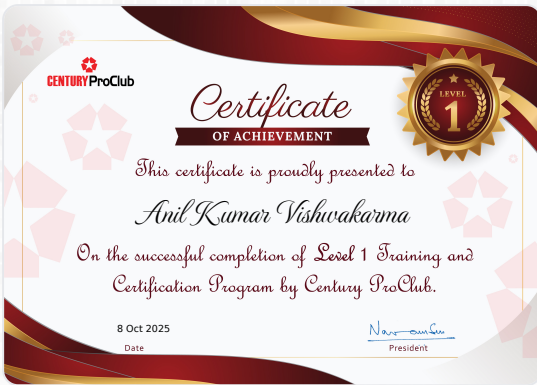 CENTURY ProClub
Certificate
OF ACHIEVEMENT
LEVEL
1
This certificate is proudly presented to
Anil Kumar Vishwakarma
On the successful completion of Level 1 Training and
Certification Program by Century ProClub.
8 Oct 2025
Date
President